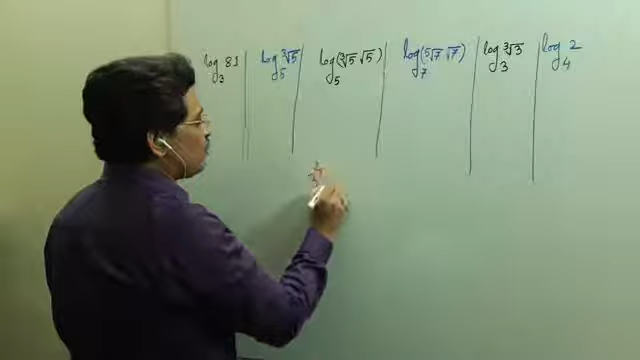 log₃ 81 | log₅ ∛5 | log₅ (∛5 √5) | log₇ (⁵√7 √7) | log₃ ∛3 | log₄ 2